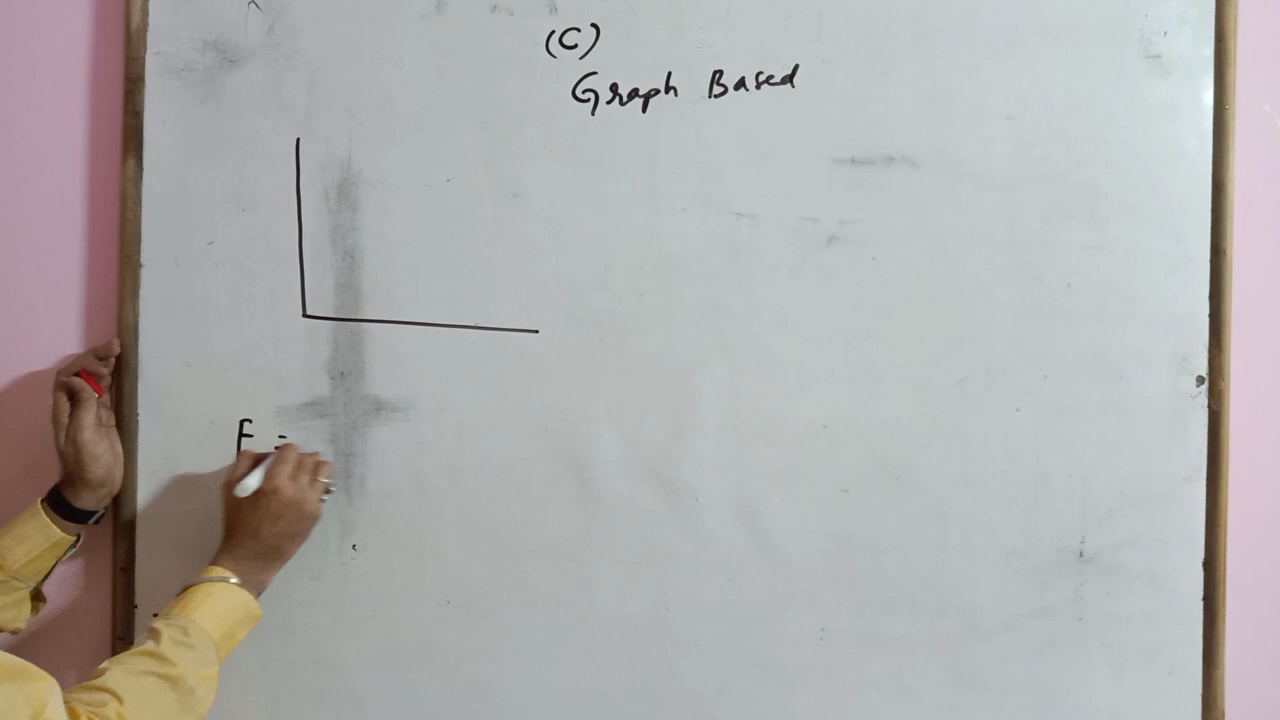 (C)
Graph Based
F =